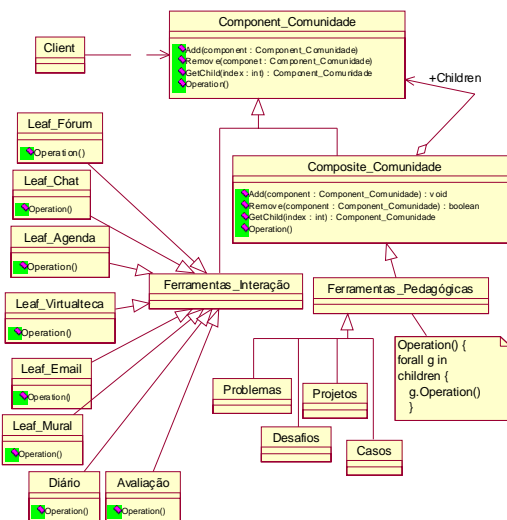 Component_Comunidade
Add(component : Component_Comunidade)
Remove(componet : Component_Comunidade)
GetChild(index : int) : Component_Comunidade
Operation()
Client
+Children
Leaf_Fórum
Operation()
Leaf_Chat
Operation()
Leaf_Agenda
Operation()
Leaf_Virtualteca
Operation()
Leaf_Email
Operation()
Leaf_Mural
Operation()
Diário
Operation()
Avaliação
Operation()
Composite_Comunidade
Add(component : Component_Comunidade) : void
Remove(component : Component_Comunidade) : boolean
GetChild(index : int) : Component_Comunidade
Operation()
Ferramentas_Interação
Ferramentas_Pedagógicas
Operation() {
forall g in
children {
g.Operation()
}
Problemas
Projetos
Desafios
Casos